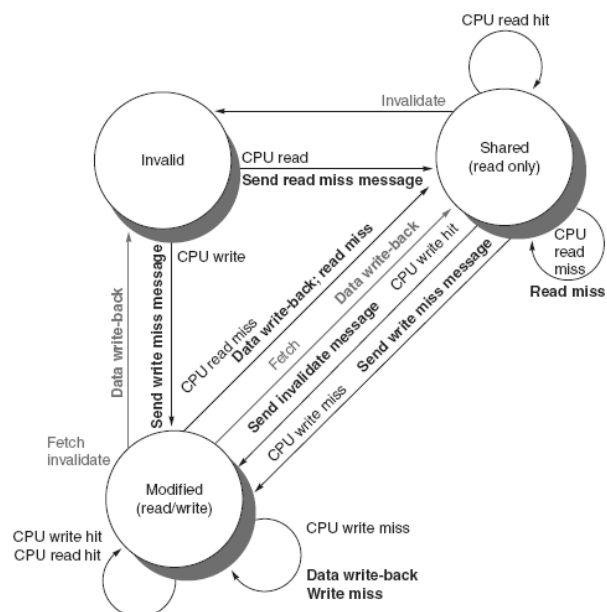 CPU read hit
Invalidate
Invalid
Shared
(read only)
CPU read
Send read miss message
CPU write
Send write miss message
Data write-back
Fetch
invalidate
CPU read miss
Data write-back; read miss
Fetch
Data write-back
Send invalidate message
CPU write hit
CPU write miss
Send write miss message
CPU
read
miss
Read miss
Modified
(read/write)
CPU write hit
CPU read hit
CPU write miss
Data write-back
Write miss